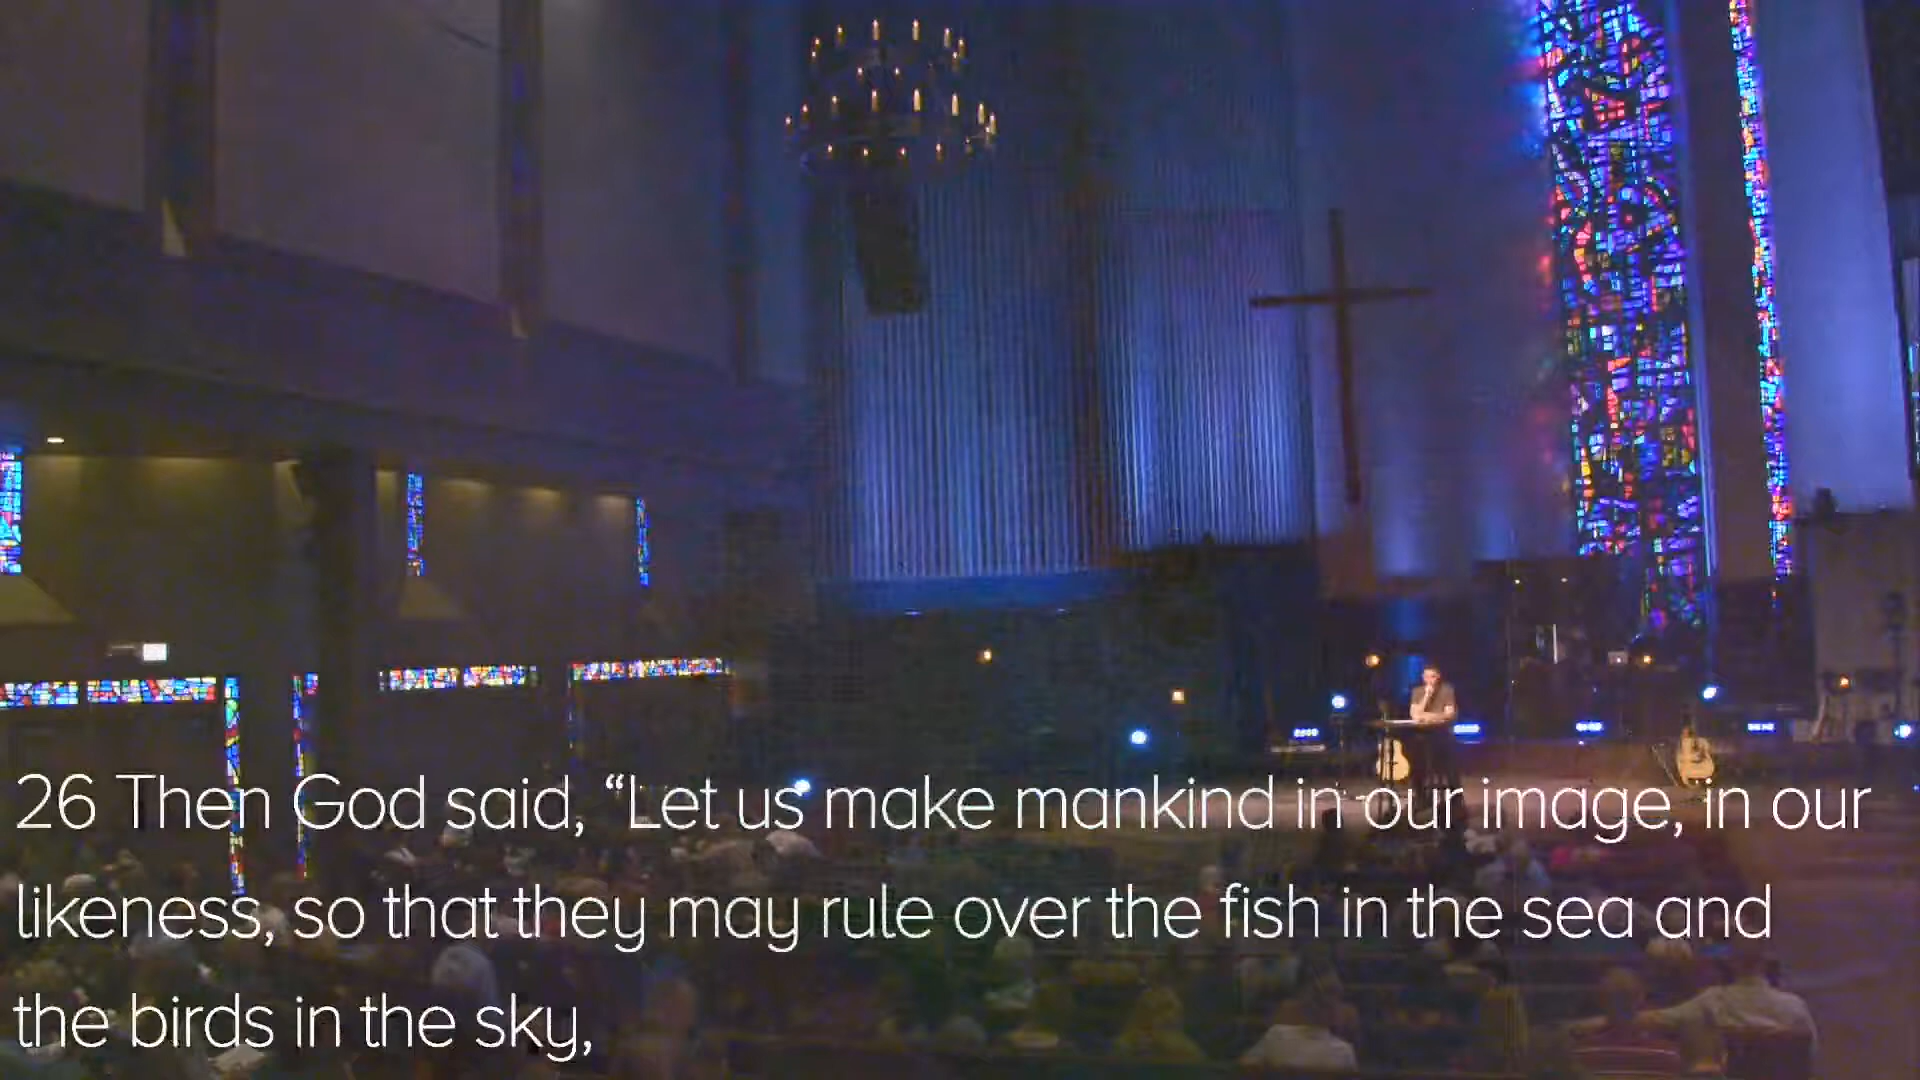 26 Then God said, “Let us make mankind in our image, in our
likeness, so that they may rule over the fish in the sea and
the birds in the sky,